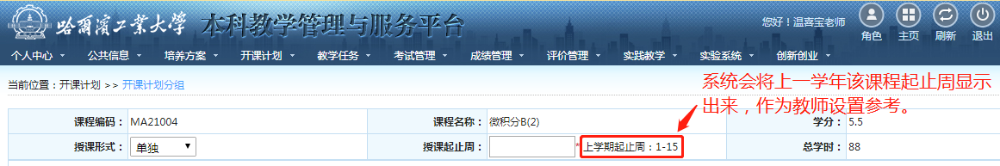 哈爾濱工業大學 本科教学管理与服务平台
您好！温喜宝老师
角色 主页 刷新 退出
个人中心 公共信息 培养方案 开课计划 教学任务 考试管理 成绩管理 评价管理 实践教学 实验系统 创新创业
当前位置：开课计划 >> 开课计划分组
系统会将上一学年该课程起止周显示
出来，作为教师设置参考。
课程编码： MA21004 课程名称： 微积分B(2) 学分： 5.5
授课形式： 单独 授课起止周： *上学期起止周：1-15 总学时： 88